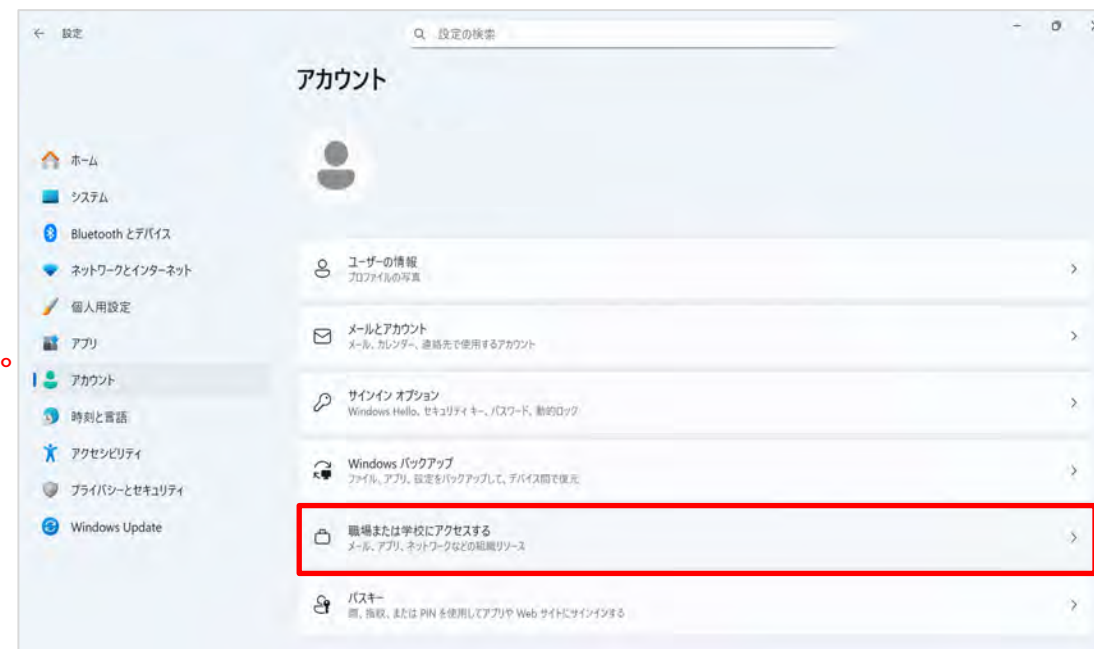 設定
設定の検索
アカウント
ホーム
システム
Bluetooth とデバイス
ネットワークとインターネット
個人用設定
アプリ
アカウント
時刻と言語
アクセシビリティ
プライバシーとセキュリティ
Windows Update
ユーザーの情報
プロファイルの写真
メールとアカウント
メール、カレンダー、連絡先で使用するアカウント
サインイン オプション
Windows Hello、セキュリティ キー、パスワード、動的ロック
Windows バックアップ
ファイル、アプリ、設定をバックアップして、デバイス間で復元
職場または学校にアクセスする
メール、アプリ、ネットワークなどの組織リソース
パスキー
顔、指紋、または PIN を使用してアプリや Web サイトにサインインする
。